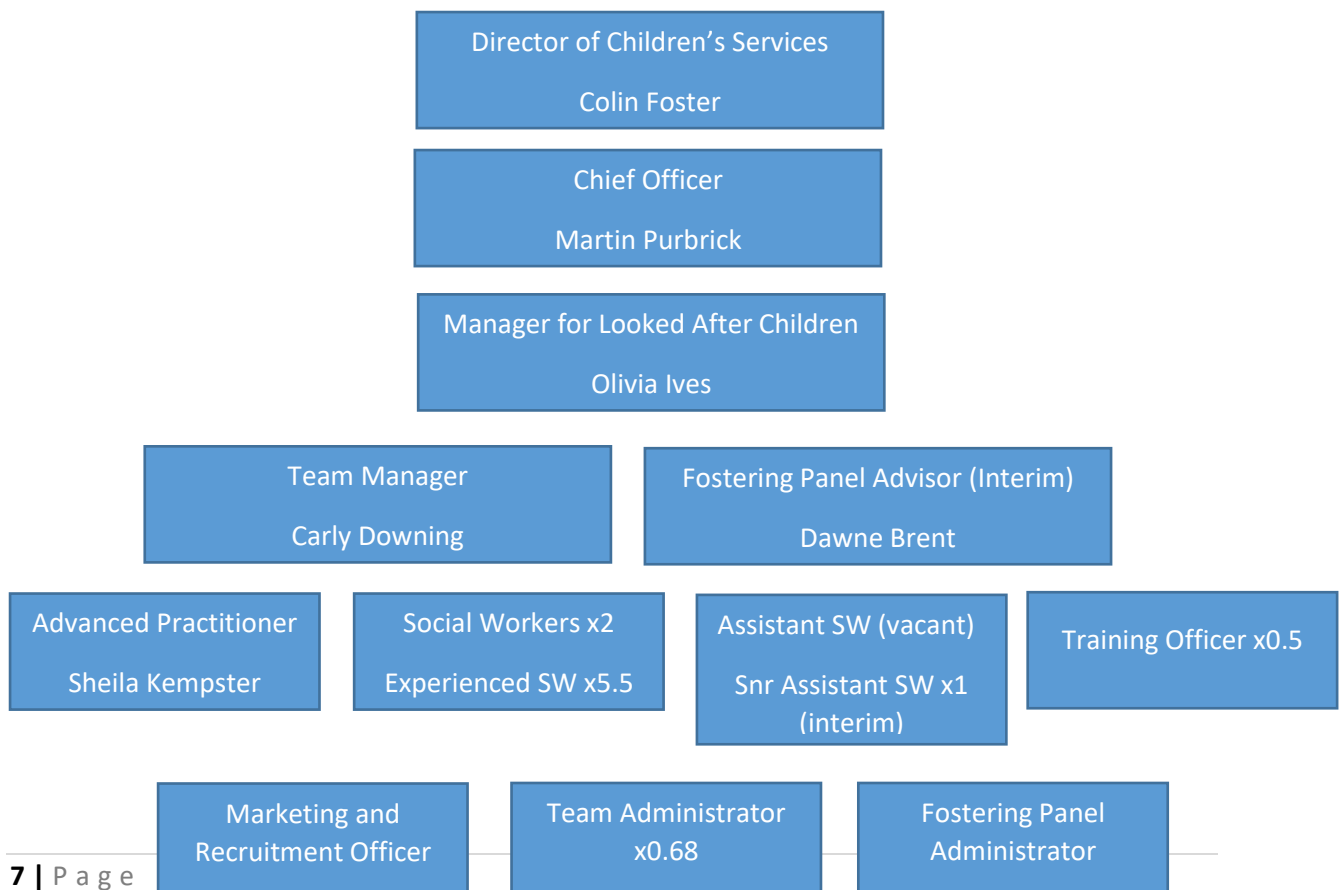 Director of Children’s Services
Colin Foster
Chief Officer
Martin Purbrick
Manager for Looked After Children
Olivia Ives
Team Manager
Carly Downing
Fostering Panel Advisor (Interim)
Dawne Brent
Advanced Practitioner
Sheila Kempster
Social Workers x2
Experienced SW x5.5
Assistant SW (vacant)
Snr Assistant SW x1
(interim)
Training Officer x0.5
Marketing and
Recruitment Officer
Team Administrator
x0.68
Fostering Panel
Administrator
7 | P a g e